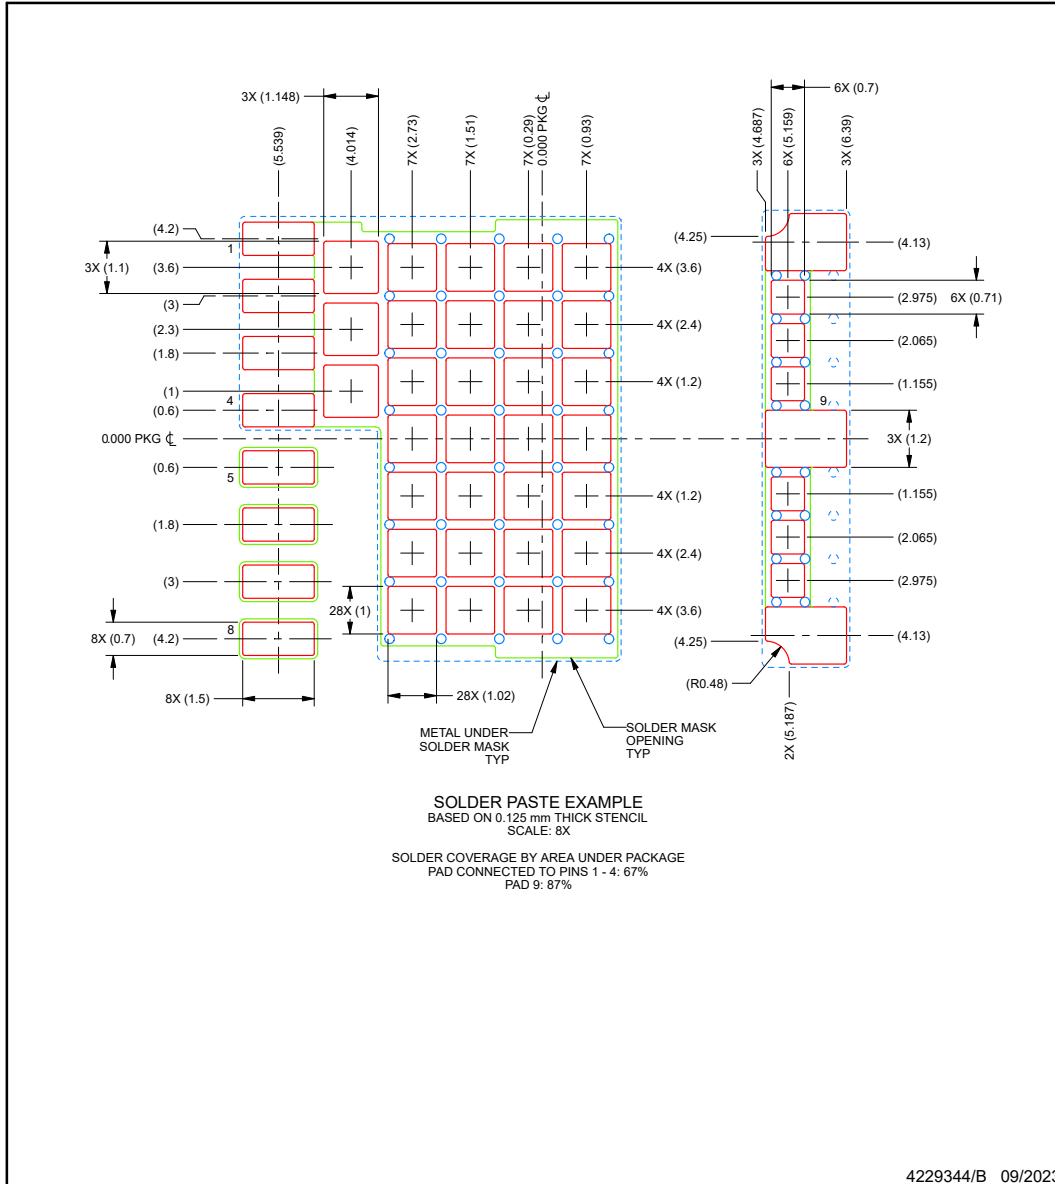 3X (1.148)
(5.539)
(4.014)
7X (2.73)
7X (1.51)
7X (0.29)
0.000 PKG ℄
7X (0.93)
6X (0.7)
3X (4.687)
6X (5.159)
3X (6.39)
(4.2)
1
3X (1.1)
(3.6)
(3)
(2.3)
(1.8)
(1)
4
(0.6)
0.000 PKG ℄
(0.6)
5
(1.8)
(3)
8
8X (0.7)
(4.2)
8X (1.5)
28X (1)
28X (1.02)
4X (3.6)
4X (2.4)
4X (1.2)
4X (1.2)
4X (2.4)
4X (3.6)
(4.25)
(4.13)
(2.975)
6X (0.71)
(2.065)
(1.155)
9
3X (1.2)
(1.155)
(2.065)
(2.975)
(4.25)
(4.13)
(R0.48)
2X (5.187)
METAL UNDER
SOLDER MASK
TYP
SOLDER MASK
OPENING
TYP
SOLDER PASTE EXAMPLE
BASED ON 0.125 mm THICK STENCIL
SCALE: 8X
SOLDER COVERAGE BY AREA UNDER PACKAGE
PAD CONNECTED TO PINS 1 - 4: 67%
PAD 9: 87%
4229344/B 09/2023